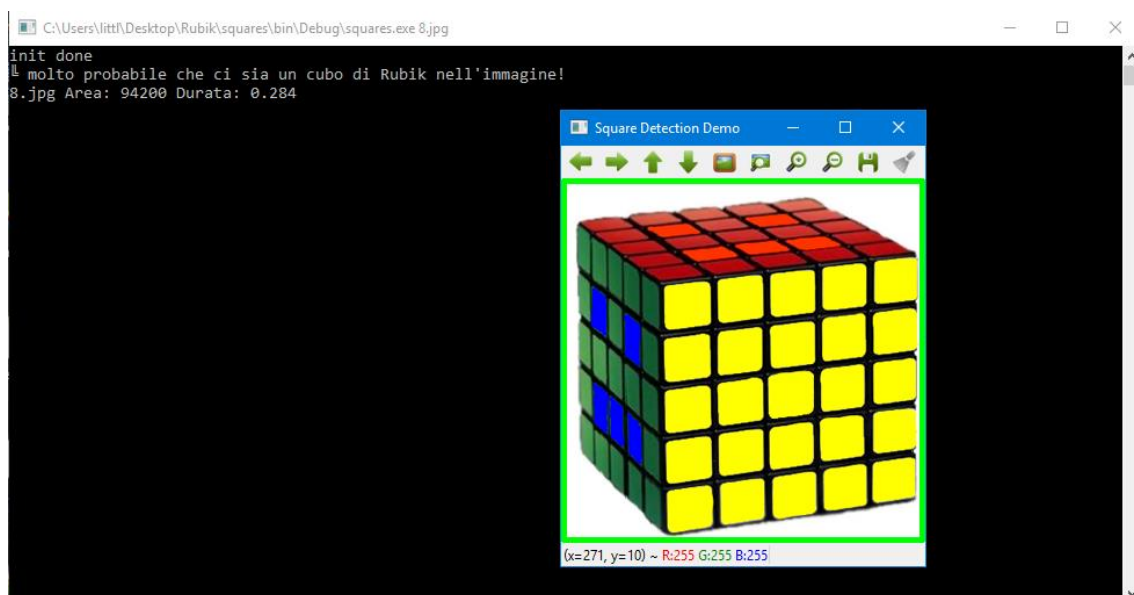 C:\Users\littl\Desktop\Rubik\squares\bin\Debug\squares.exe 8.jpg
init done
╚ molto probabile che ci sia un cubo di Rubik nell'immagine!
8.jpg Area: 94200 Durata: 0.284
Square Detection Demo
(x=271, y=10) ~ R:255 G:255 B:255